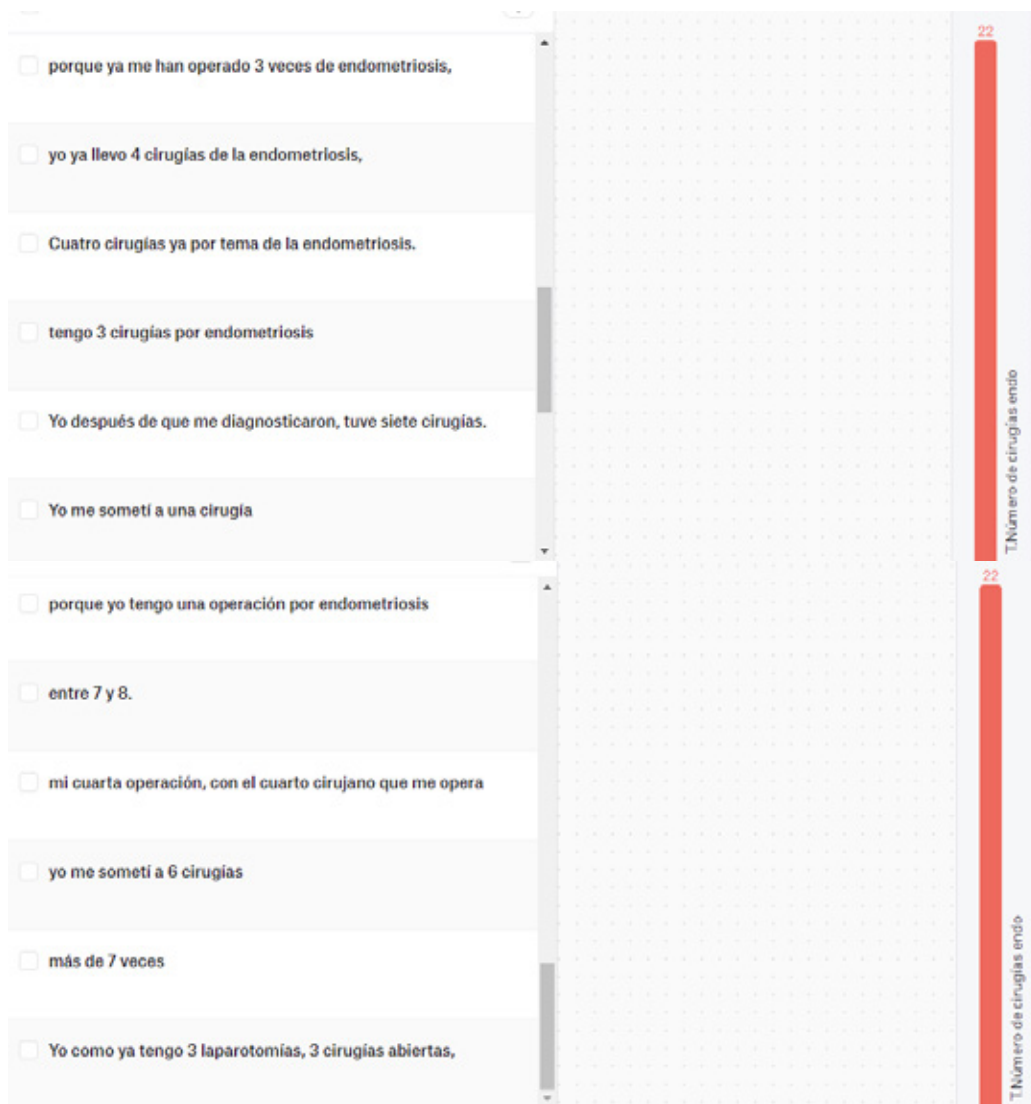 porque ya me han operado 3 veces de endometriosis,
yo ya llevo 4 cirugías de la endometriosis,
Cuatro cirugías ya por tema de la endometriosis.
tengo 3 cirugías por endometriosis
Yo después de que me diagnosticaron, tuve siete cirugías.
Yo me sometí a una cirugía
22
T.Número de cirugías endo
porque yo tengo una operación por endometriosis
entre 7 y 8.
mi cuarta operación, con el cuarto cirujano que me opera
yo me sometí a 6 cirugías
más de 7 veces
Yo como ya tengo 3 laparotomías, 3 cirugías abiertas,
22
T.Número de cirugías endo